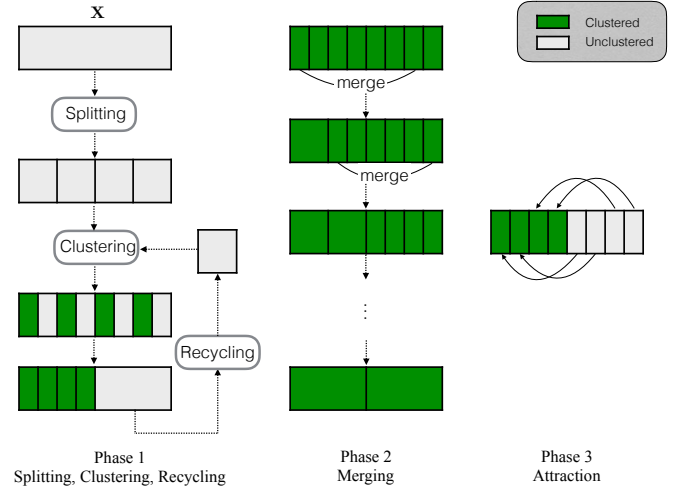 X
Splitting
Clustering
Recycling
Phase 1
Splitting, Clustering, Recycling
merge
merge
⋮
Phase 2
Merging
Clustered
Unclustered
Phase 3
Attraction